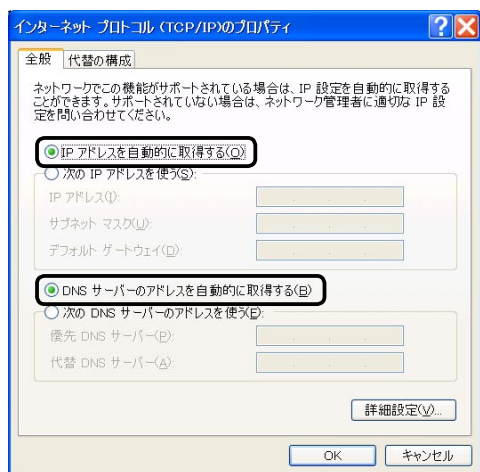 インターネット プロトコル (TCP/IP)のプロパティ
全般 代替の構成
ネットワークでこの機能がサポートされている場合は、IP 設定を自動的に取得する
ことができます。サポートされていない場合は、ネットワーク管理者に適切な IP 設
定を問い合わせてください。
IP アドレスを自動的に取得する(O)
次の IP アドレスを使う(S):
IP アドレス(I):
サブネット マスク(U):
デフォルト ゲートウェイ(D):
DNS サーバーのアドレスを自動的に取得する(B)
次の DNS サーバーのアドレスを使う(E):
優先 DNS サーバー(P):
代替 DNS サーバー(A):
詳細設定(V)...
OK キャンセル